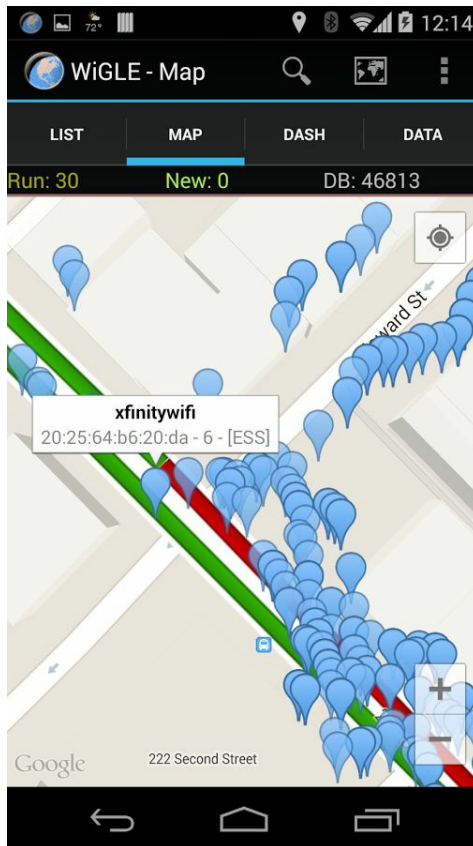 72°
12:14
WiGLE - Map
LIST
MAP
DASH
DATA
Run: 30
New: 0
DB: 46813
xfinitywifi
20:25:64:b6:20:da - 6 - [ESS]
St
+
−
Google
222 Second Street